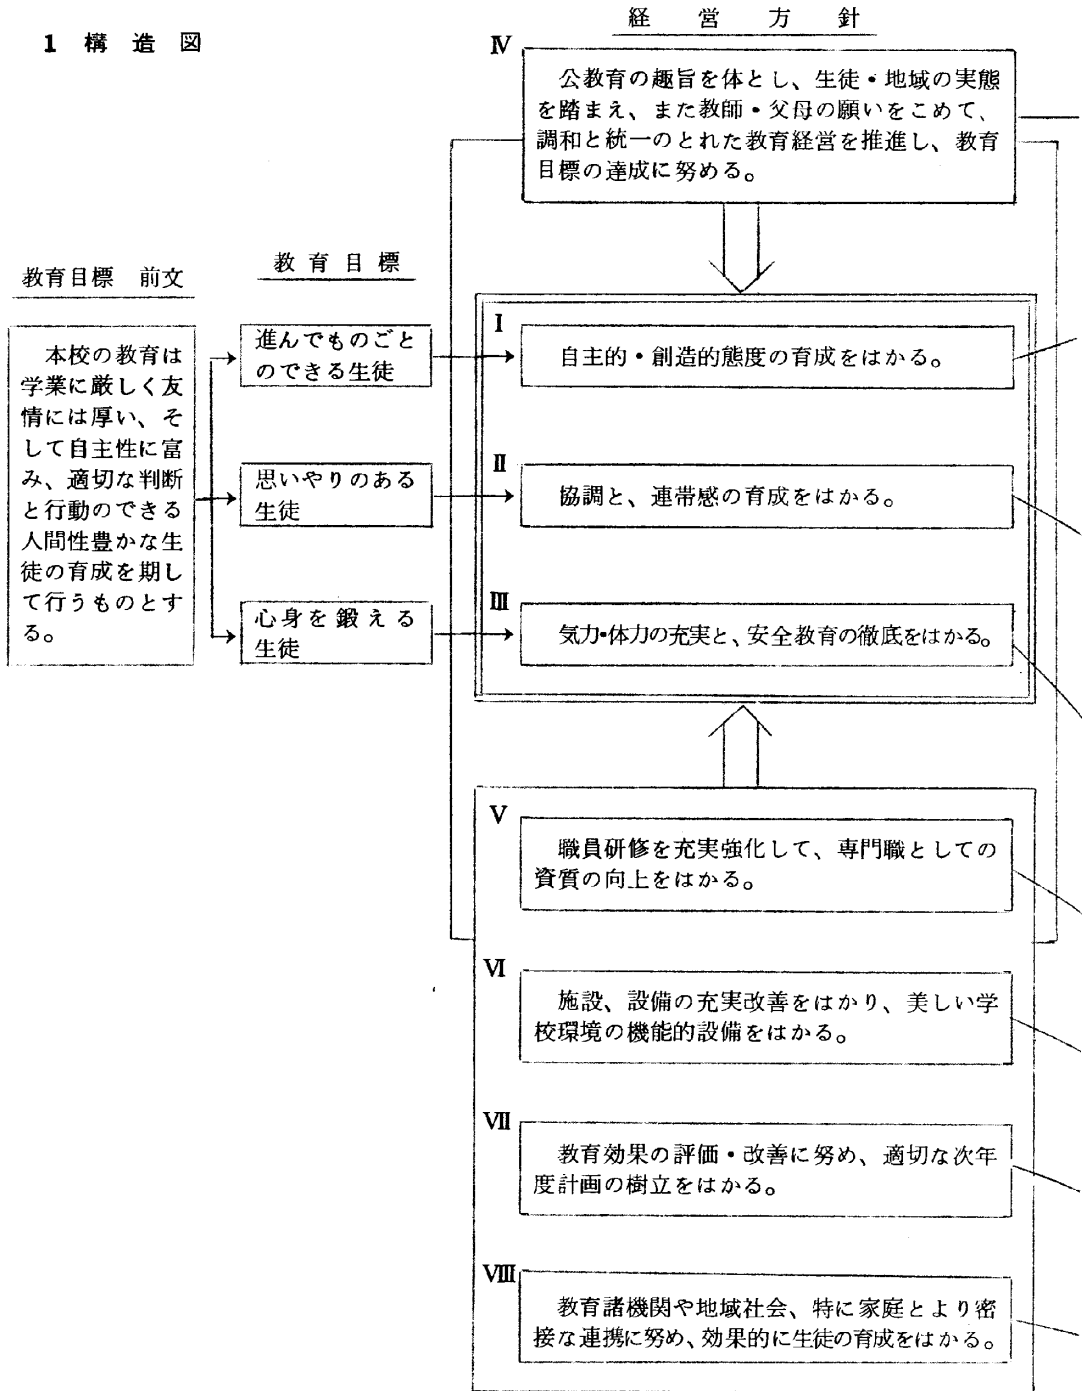 1 構造図
経営方針
Ⅳ
公教育の趣旨を体とし、生徒・地域の実態
を踏まえ、また教師・父母の願いをこめて、
調和と統一のとれた教育経営を推進し、教育
目標の達成に努める。
教育目標 前文
本校の教育は
学業に厳しく友
情には厚い、そ
して自主性に富
み、適切な判断
と行動のできる
人間性豊かな生
徒の育成を期し
て行うものとす
る。
教育目標
進んでものごと
のできる生徒
思いやりのある
生徒
心身を鍛える
生徒
Ⅰ
自主的・創造的態度の育成をはかる。
Ⅱ
協調と、連帯感の育成をはかる。
Ⅲ
気力・体力の充実と、安全教育の徹底をはかる。
Ⅴ
職員研修を充実強化して、専門職としての
資質の向上をはかる。
Ⅵ
施設、設備の充実改善をはかり、美しい学
校環境の機能的設備をはかる。
Ⅶ
教育効果の評価・改善に努め、適切な次年
度計画の樹立をはかる。
Ⅷ
教育諸機関や地域社会、特に家庭とより密
接な連携に努め、効果的に生徒の育成をはかる。